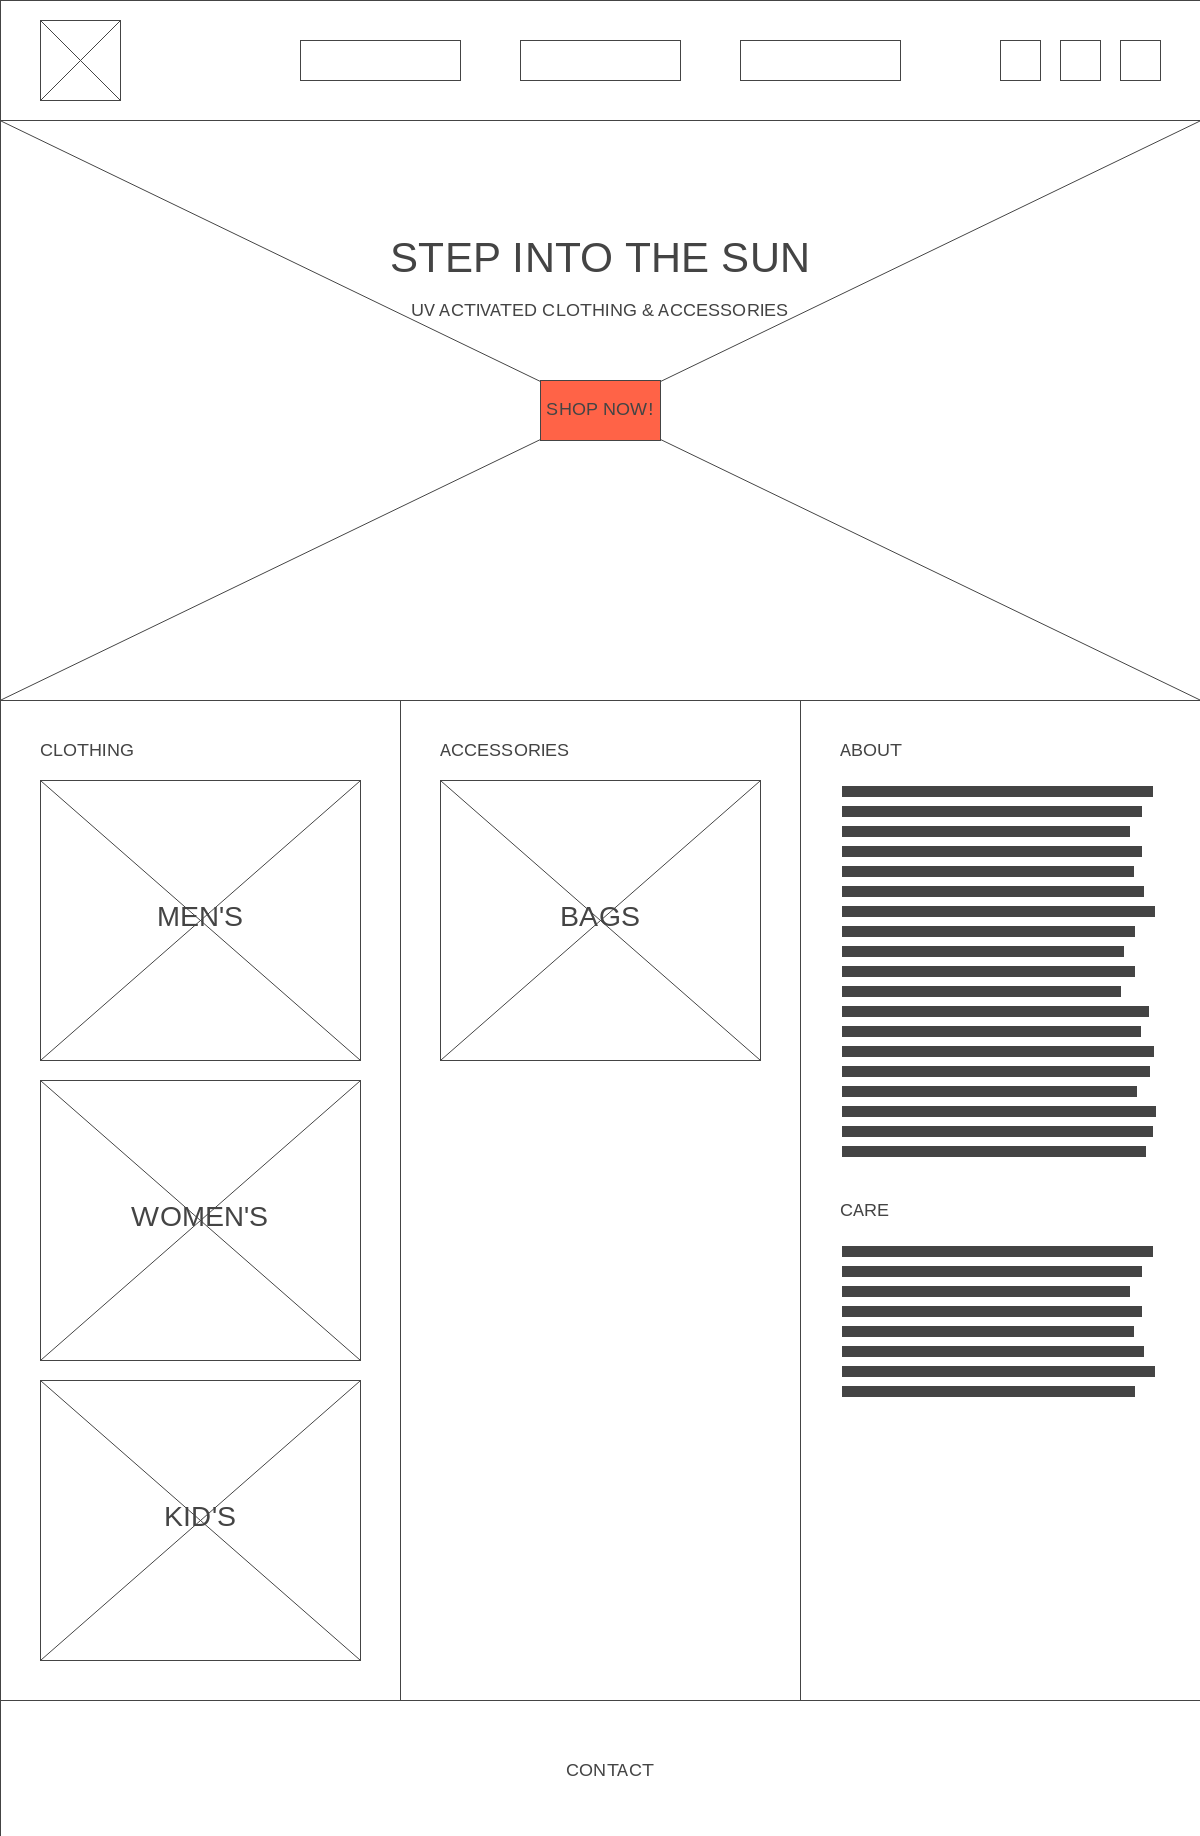 STEP INTO THE SUN
UV ACTIVATED CLOTHING & ACCESSORIES
SHOP NOW!
CLOTHING
MEN'S
WOMEN'S
KID'S
ACCESSORIES
BAGS
ABOUT
CARE
CONTACT